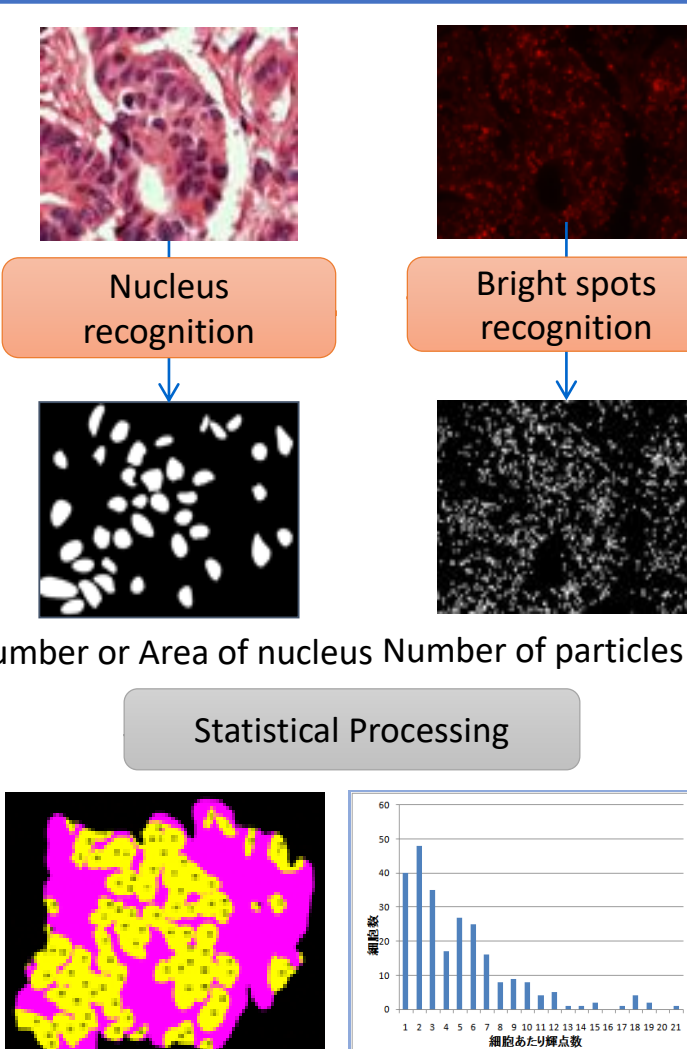 Nucleus
recognition
Bright spots
recognition
umber or Area of nucleus
Number of particles
Statistical Processing
60
50
40
30
20
10
0
細胞数
1 2 3 4 5 6 7 8 9 10 11 12 13 14 15 16 17 18 19 20 21
細胞あたり輝点数